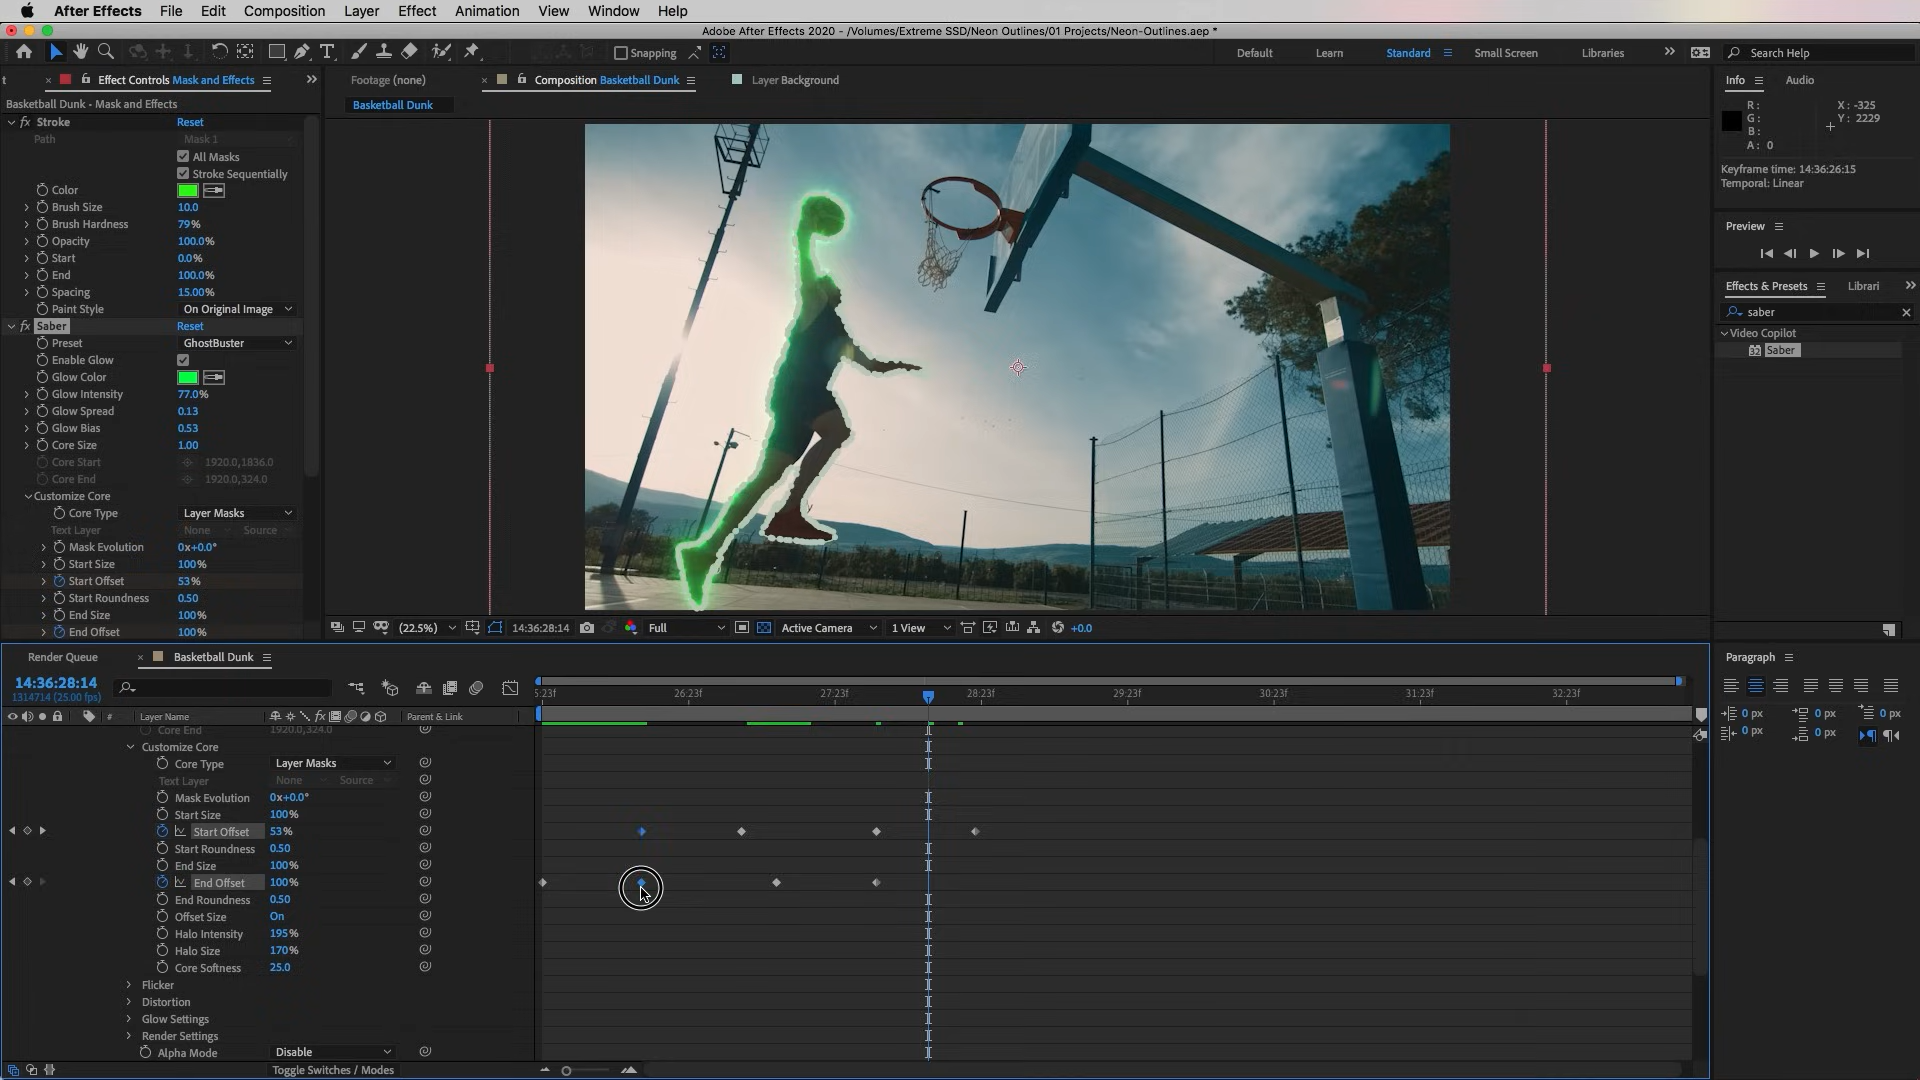 After Effects File Edit Composition Layer Effect Animation View Window Help
Adobe After Effects 2020 - /Volumes/Extreme SSD/Neon Outlines/01 Projects/Neon-Outlines.aep *
Snapping Default Learn Standard Small Screen Libraries Search Help
t Effect Controls Mask and Effects
Basketball Dunk • Mask and Effects
fx Stroke Reset
Path Mask 1
All Masks
Stroke Sequentially
Color
Brush Size 10.0
Brush Hardness 79%
Opacity 100.0%
Start 0.0%
End 100.0%
Spacing 15.00%
Paint Style On Original Image
fx Saber Reset
Preset GhostBuster
Enable Glow
Glow Color
Glow Intensity 77.0%
Glow Spread 0.13
Glow Bias 0.53
Core Size 1.00
Core Start 1920.0,1836.0
Core End 1920.0,324.0
Customize Core
Core Type Layer Masks
Text Layer None Source
Mask Evolution 0x+0.0°
Start Size 100%
Start Offset 53%
Start Roundness 0.50
End Size 100%
End Offset 100%
Footage (none) Composition Basketball Dunk Layer Background
Basketball Dunk
(22.5%) 14:36:28:14 Full Active Camera 1 View +0.0
Info Audio
R: X: -325
G: Y: 2229
B:
A: 0
Keyframe time: 14:36:26:15
Temporal: Linear
Preview
Effects & Presets Librari
saber
Video Copilot
32 Saber
Paragraph
0 px 0 px 0 px
0 px 0 px
Render Queue Basketball Dunk
14:36:28:14
1314714 (25.00 fps)
5:23f 26:23f 27:23f 28:23f 29:23f 30:23f 31:23f 32:23f
# Layer Name fx Parent & Link
Core End 1920.0,324.0
Customize Core
Core Type Layer Masks
Text Layer None Source
Mask Evolution 0x+0.0°
Start Size 100%
Start Offset 53%
Start Roundness 0.50
End Size 100%
End Offset 100%
End Roundness 0.50
Offset Size On
Halo Intensity 195%
Halo Size 170%
Core Softness 25.0
Flicker
Distortion
Glow Settings
Render Settings
Alpha Mode Disable
Toggle Switches / Modes